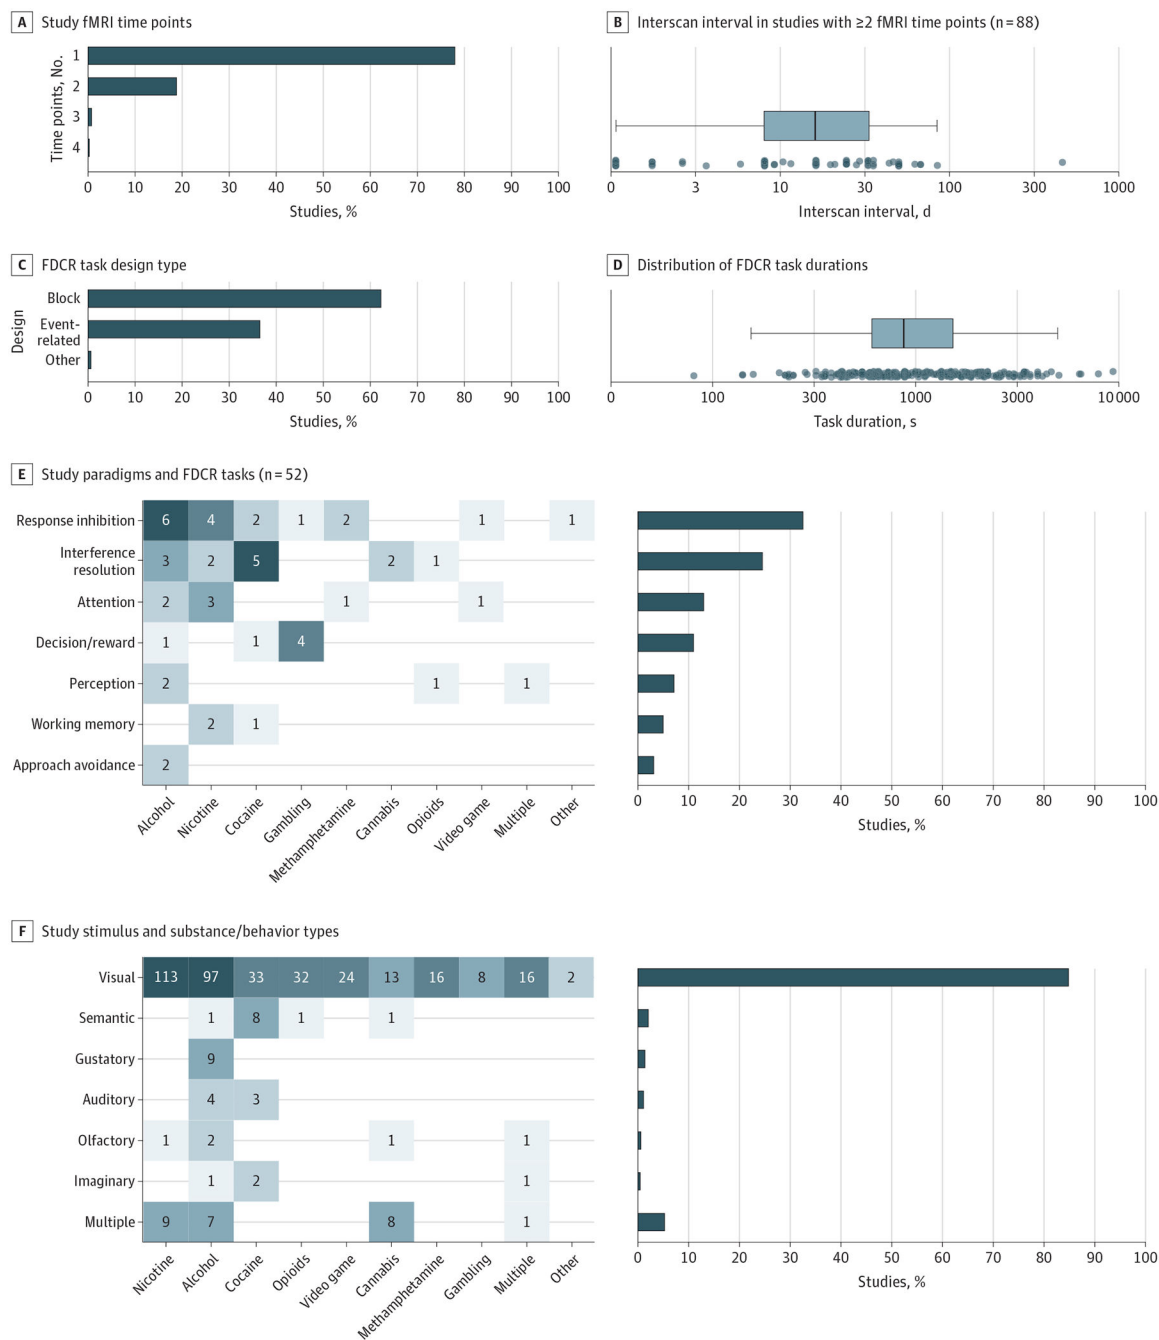 A Study fMRI time points
Time points, No.
1
2
3
4
0 10 20 30 40 50 60 70 80 90 100
Studies, %
B Interscan interval in studies with ≥2 fMRI time points (n = 88)
0 3 10 30 100 300 1000
Interscan interval, d
C FDCR task design type
Design
Block
Event-
related
Other
0 10 20 30 40 50 60 70 80 90 100
Studies, %
D Distribution of FDCR task durations
0 100 300 1000 3000 10 000
Task duration, s
E Study paradigms and FDCR tasks (n = 52)
Response inhibition 6 4 2 1 2 1 1
Interference
resolution 3 2 5 2 1
Attention 2 3 1 1
Decision/reward 1 1 4
Perception 2 1 1
Working memory 2 1
Approach avoidance 2
Alcohol Nicotine Cocaine Gambling Methamphetamine Cannabis Opioids Video game Multiple Other
0 10 20 30 40 50 60 70 80 90 100
Studies, %
F Study stimulus and substance/behavior types
Visual 113 97 33 32 24 13 16 8 16 2
Semantic 1 8 1 1
Gustatory 9
Auditory 4 3
Olfactory 1 2 1 1
Imaginary 1 2 1
Multiple 9 7 8 1
Nicotine Alcohol Cocaine Opioids Video game Cannabis Methamphetamine Gambling Multiple Other
0 10 20 30 40 50 60 70 80 90 100
Studies, %